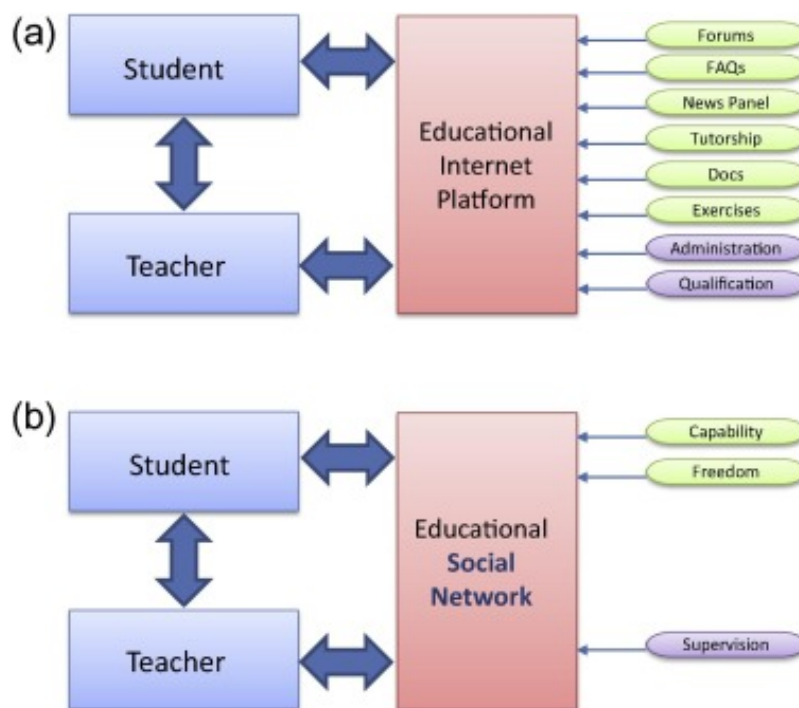 (a)
Student
Teacher
Educational
Internet
Platform
Forums
FAQs
News Panel
Tutorship
Docs
Exercises
Administration
Qualification
(b)
Student
Teacher
Educational
Social
Network
Capability
Freedom
Supervision